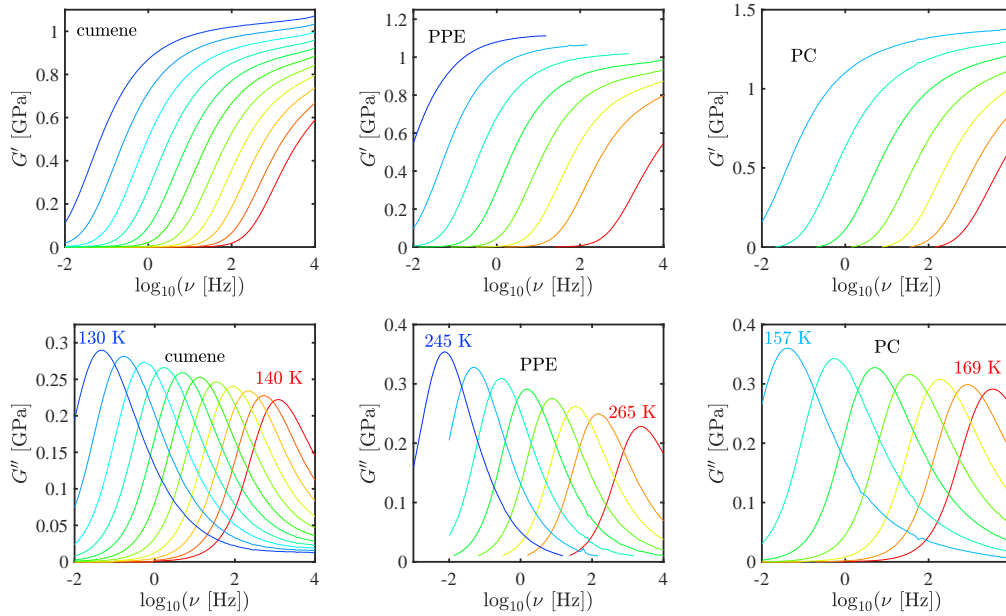 cumene
G′ [GPa]
1
0.8
0.6
0.4
0.2
0
-2 0 2 4
log10(ν [Hz])
PPE
G′ [GPa]
1.2
1.0
0.8
0.6
0.4
0.2
0
-2 0 2 4
log10(ν [Hz])
PC
G′ [GPa]
1.5
1
0.5
0
-2 0 2
log10(ν [Hz])
130 K
cumene
140 K
G″ [GPa]
0.3
0.25
0.20
0.15
0.1
0.05
0
-2 0 2 4
log10(ν [Hz])
245 K
PPE
265 K
G″ [GPa]
0.4
0.3
0.2
0.1
0
-2 0 2 4
log10(ν [Hz])
157 K
PC
169 K
G″ [GPa]
0.4
0.3
0.2
0.1
0
-2 0 2
log10(ν [Hz])